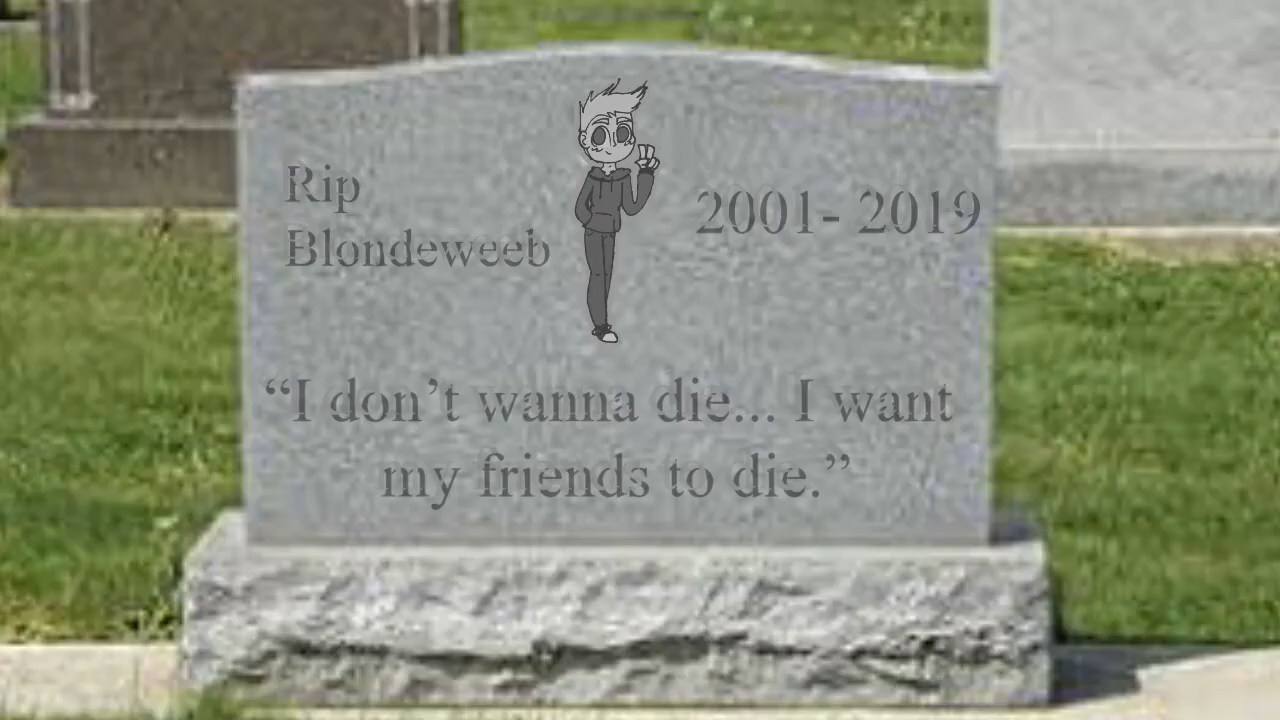 Rip
Blondeweeb
2001- 2019
“I don’t wanna die... I want
my friends to die.”